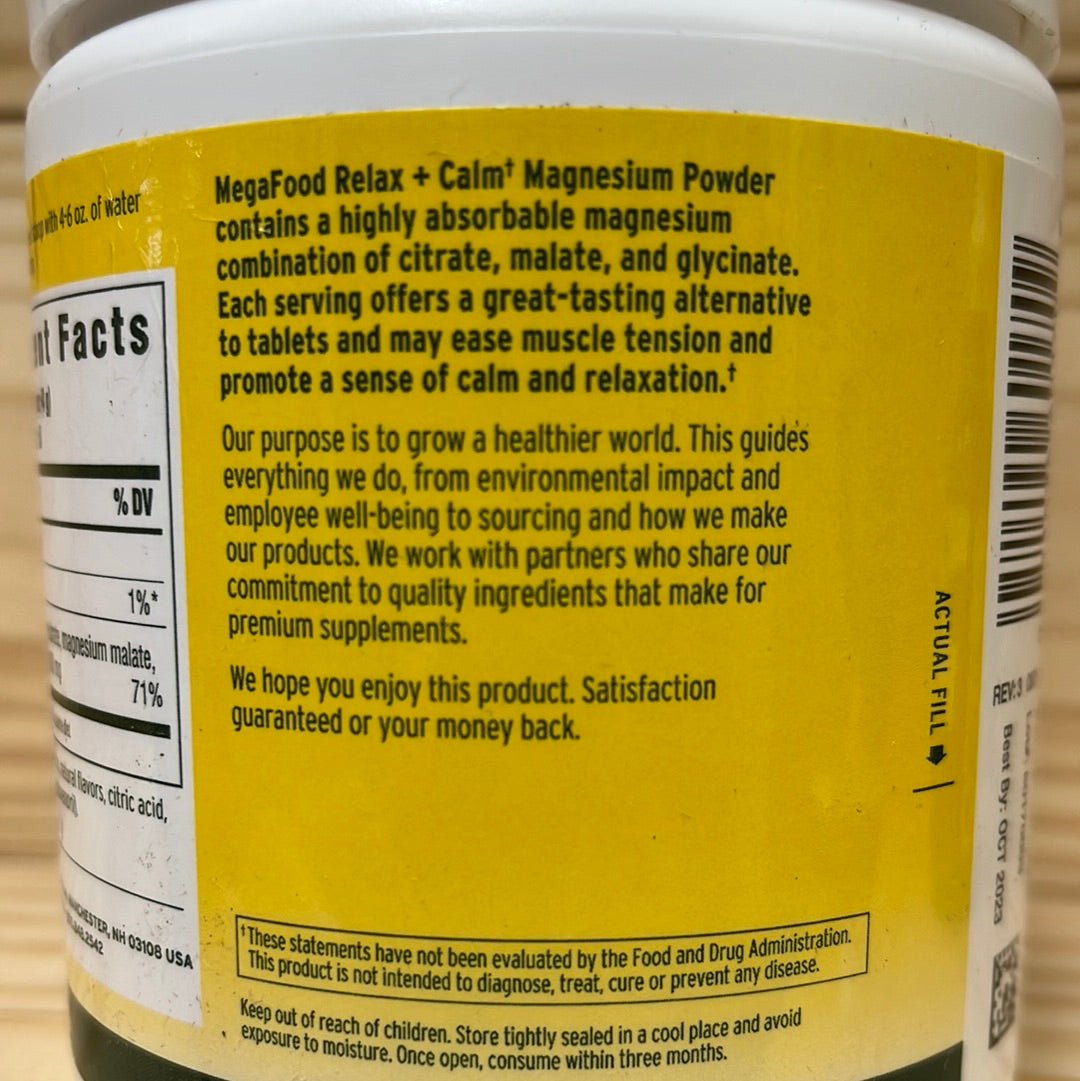 with 4-6 oz. of water
Facts
% DV
1%*
magnesium malate,
71%
natural flavors, citric acid,
MANCHESTER, NH 03108 USA
MegaFood Relax + Calm† Magnesium Powder
contains a highly absorbable magnesium
combination of citrate, malate, and glycinate.
Each serving offers a great-tasting alternative
to tablets and may ease muscle tension and
promote a sense of calm and relaxation.†
Our purpose is to grow a healthier world. This guides
everything we do, from environmental impact and
employee well-being to sourcing and how we make
our products. We work with partners who share our
commitment to quality ingredients that make for
premium supplements.
We hope you enjoy this product. Satisfaction
guaranteed or your money back.
†These statements have not been evaluated by the Food and Drug Administration.
This product is not intended to diagnose, treat, cure or prevent any disease.
Keep out of reach of children. Store tightly sealed in a cool place and avoid
exposure to moisture. Once open, consume within three months.
ACTUAL FILL
REV: 3
Best By: OCT 2023